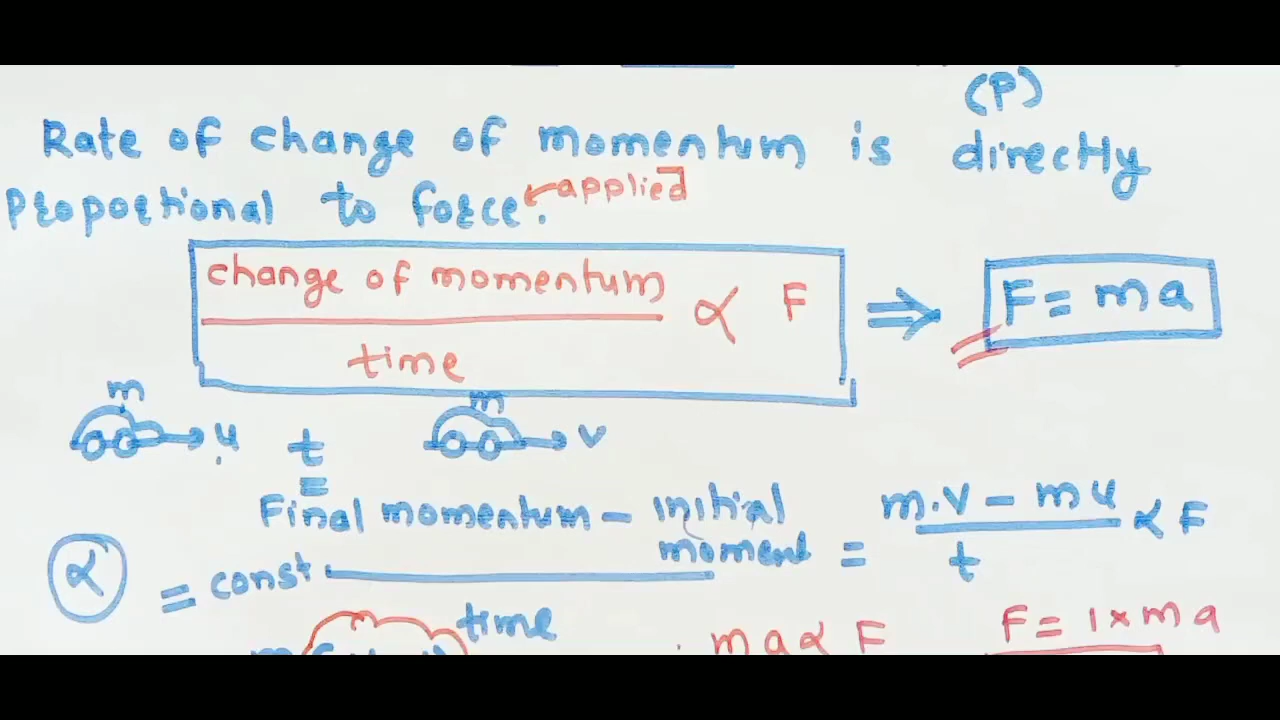 (P)
Rate of change of momentum is directly
proportional to force.
applied
change of momentum
time
α F ⇒ F = ma
m
u
t
m
v
Final momentum - initial
moment
= m.v - mu
t
α F
α
= const
time
ma α F
F = 1 × ma